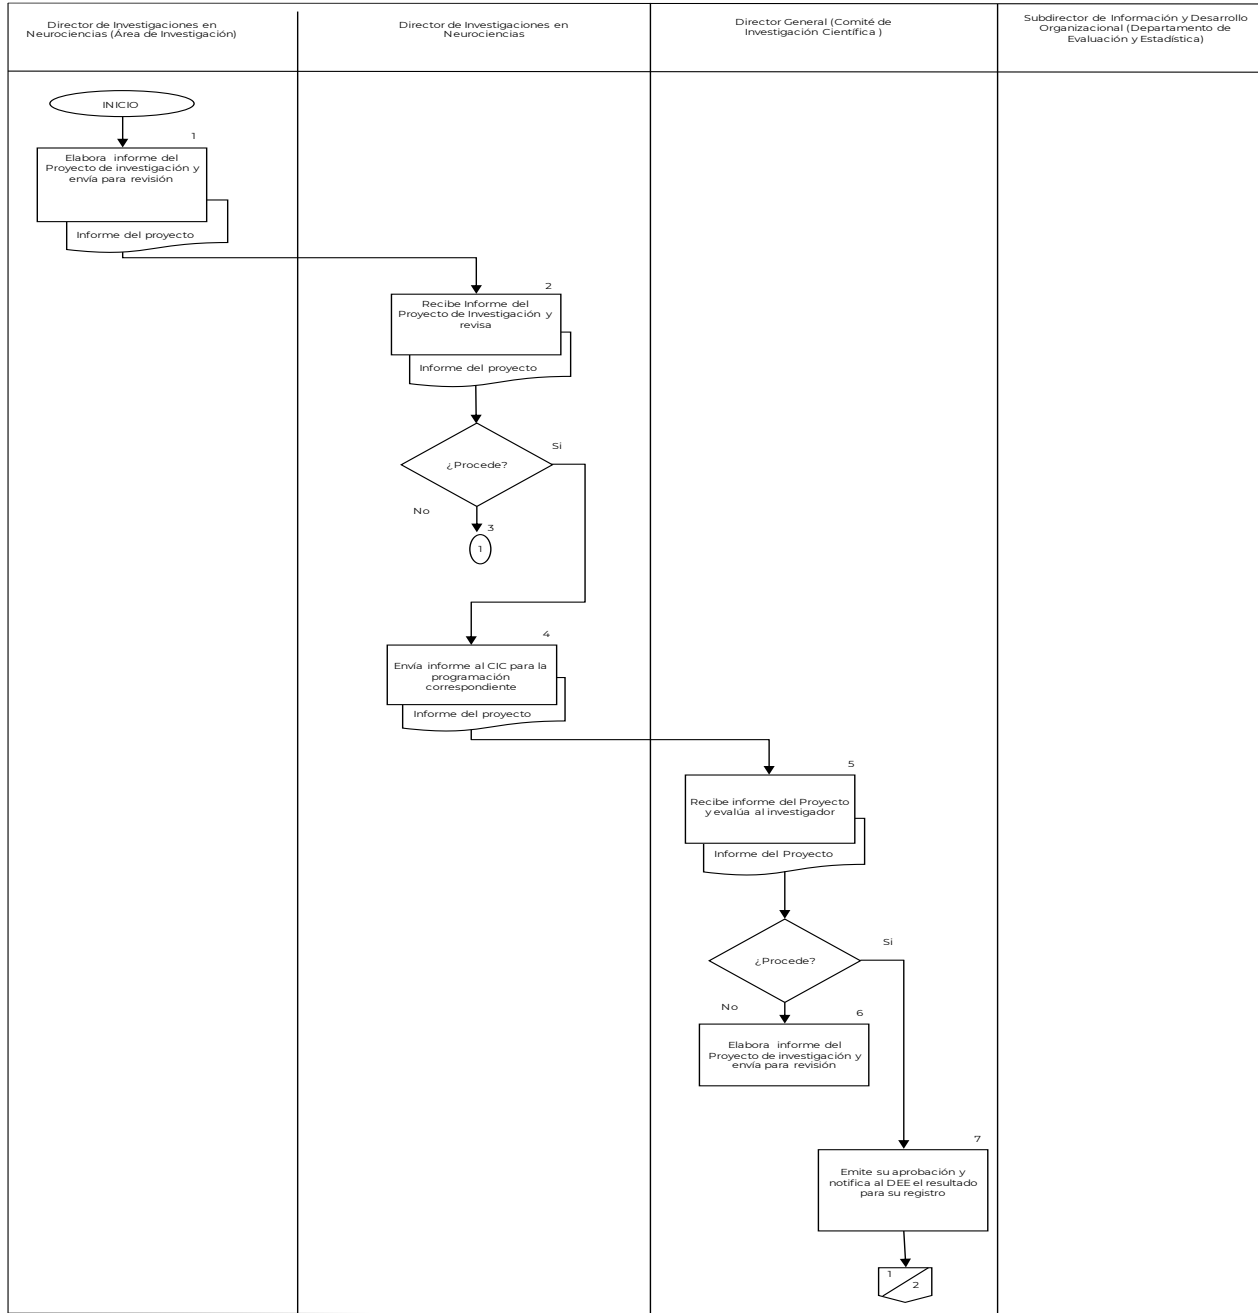 Director de Investigaciones en
Neurociencias (Área de Investigación)
Director de Investigaciones en
Neurociencias
Director General (Comité de
Investigación Científica )
Subdirector de Información y Desarrollo
Organizacional (Departamento de
Evaluación y Estadística)
INICIO
1
Elabora informe del
Proyecto de investigación y
envía para revisión
Informe del proyecto
2
Recibe Informe del
Proyecto de Investigación y
revisa
Informe del proyecto
Si
¿Procede?
No
3
1
4
Envía informe al CIC para la
programación
correspondiente
Informe del proyecto
5
Recibe informe del Proyecto
y evalúa al investigador
Informe del Proyecto
Si
¿Procede?
No
6
Elabora informe del
Proyecto de investigación y
envía para revisión
7
Emite su aprobación y
notifica al DEE el resultado
para su registro
1
2